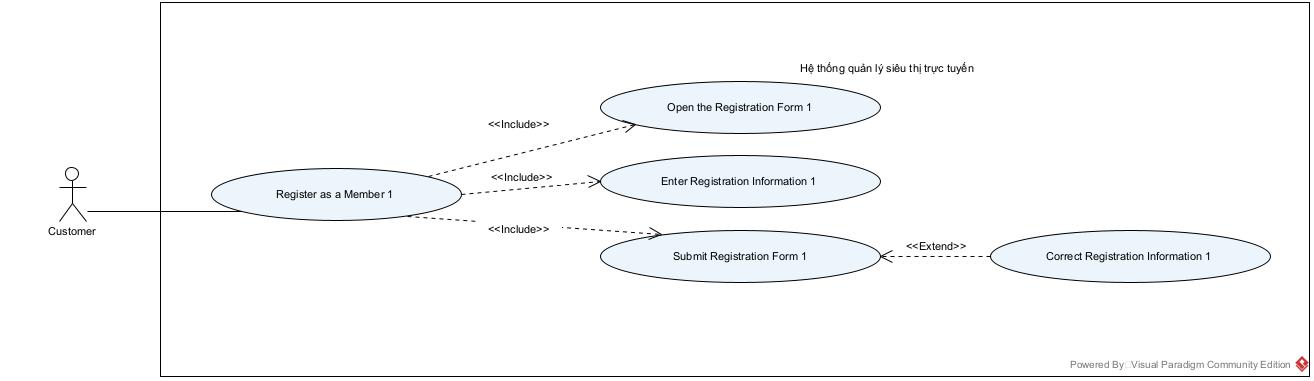 Hệ thống quản lý siêu thị trực tuyến
Open the Registration Form 1
<<Include>>
<<Include>>
Enter Registration Information 1
Register as a Member 1
Customer
<<Include>>
Submit Registration Form 1
<<Extend>>
Correct Registration Information 1
Powered By Visual Paradigm Community Edition